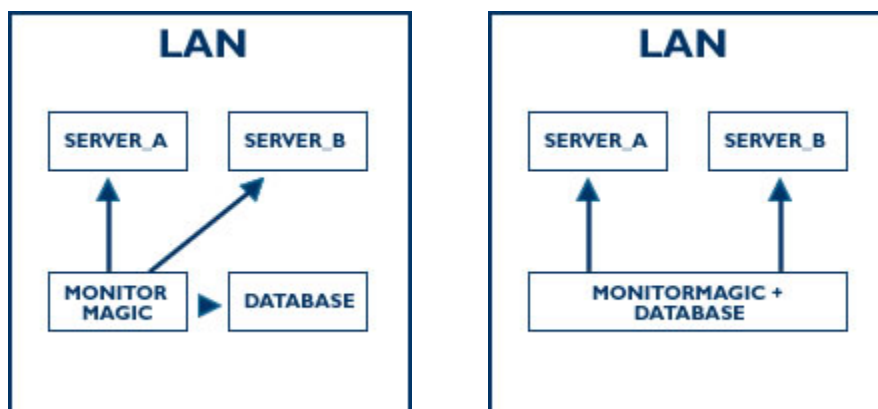 LAN
SERVER_A
SERVER_B
MONITOR
MAGIC
DATABASE
LAN
SERVER_A
SERVER_B
MONITORMAGIC +
DATABASE